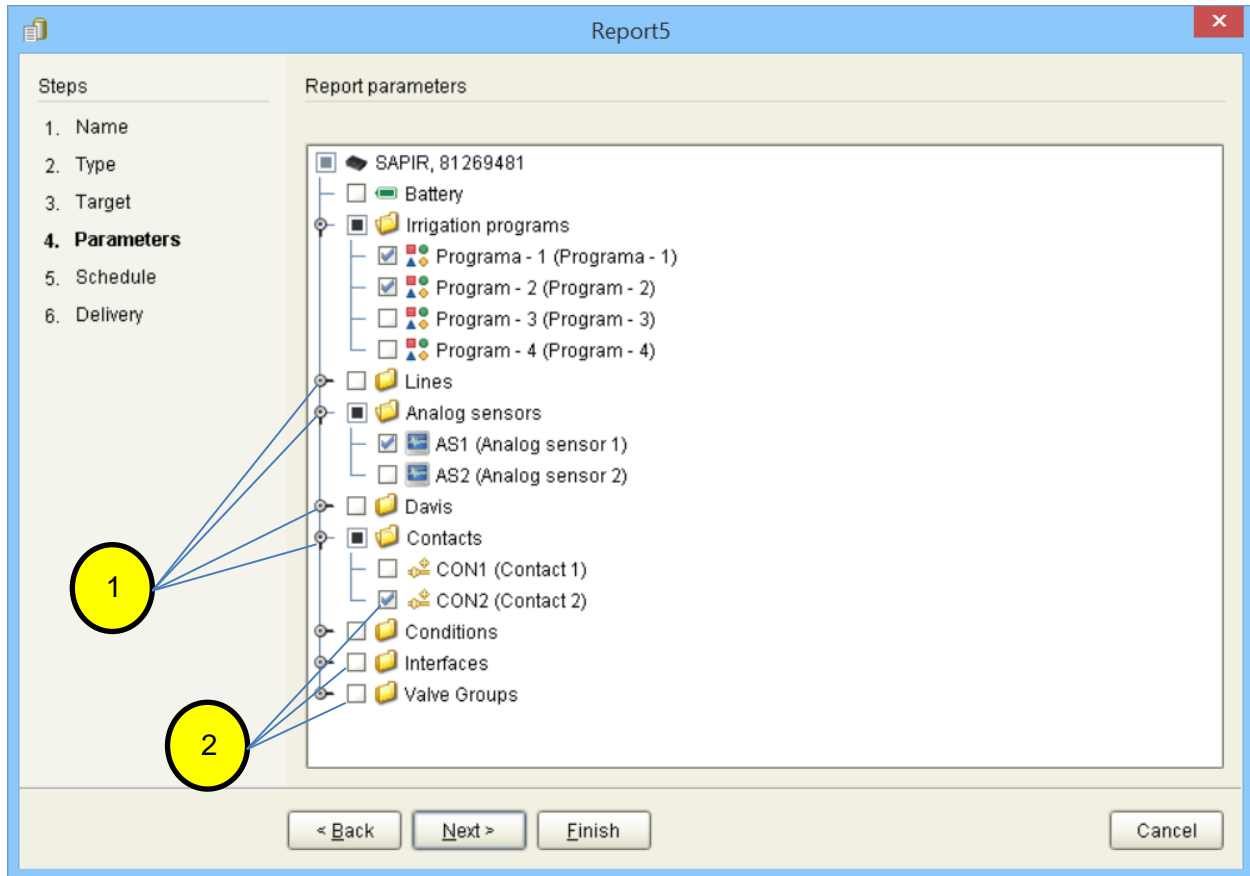 Report5
Steps
1. Name
2. Type
3. Target
4. Parameters
5. Schedule
6. Delivery
Report parameters
SAPIR, 81269481
Battery
Irrigation programs
Programa - 1 (Programa - 1)
Program - 2 (Program - 2)
Program - 3 (Program - 3)
Program - 4 (Program - 4)
Lines
Analog sensors
AS1 (Analog sensor 1)
AS2 (Analog sensor 2)
Davis
Contacts
CON1 (Contact 1)
CON2 (Contact 2)
Conditions
Interfaces
Valve Groups
1
2
< Back Next > Finish Cancel